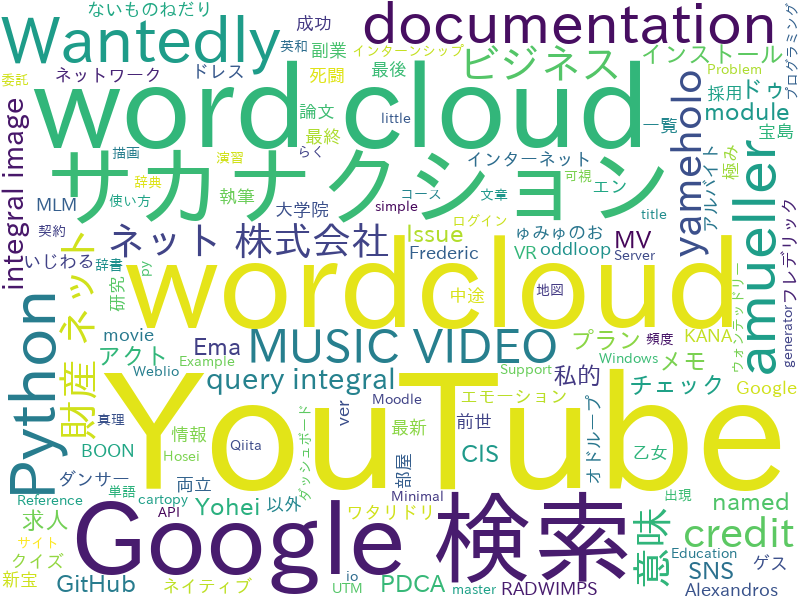 ないものねだり
成功
documentation
Wantedly
英和
副業
インターンシップ
プログラミング
ネットワーク
ドレス
死闘
最後
ビジネス
インストール
委託
word cloud
Problem
採用
ドゥ
論文
little
yameholo
module
最終
一覧
宝島
integral image
サカナクション
描画
らく
演習
インターネット
アルバイト
極み
辞典
執筆
コース
エン
可視
amueller
MLM
使い方
大学院
simple
文章
title
契約
ネット
株式会社
Issue
ログイン
ゅみゅのお
MV
フレデリック
いじわる
辞書
Frederic
VR
oddloop
Server
財産
ネット
研究
py
wordcloud
中途
地図
ウォンテッドリー
generator
Python
movie
Ema
MUSIC VIDEO
プラン
頻度
KANA
アクト
Example
Weblio
query integral
私的
Windows
メモ
Support
チェック
Google
真理
YouTube
Moodle
エモーション
BOON
情報
ver
最新
前世
オドループ
Hosei
Qiita
ダッシュボード
乙女
ダンサー
両立
部屋
CIS
単語
Reference
cartopy
Yohei
以外
Minimal
出現
named
求人
API
Google
検索
ワタリドリ
意味
credit
サイト
クイズ
Education
ゲス
新宝
GitHub
ネイティブ
io
UTM
PDCA
master
RADWIMPS
SNS
Alexandros